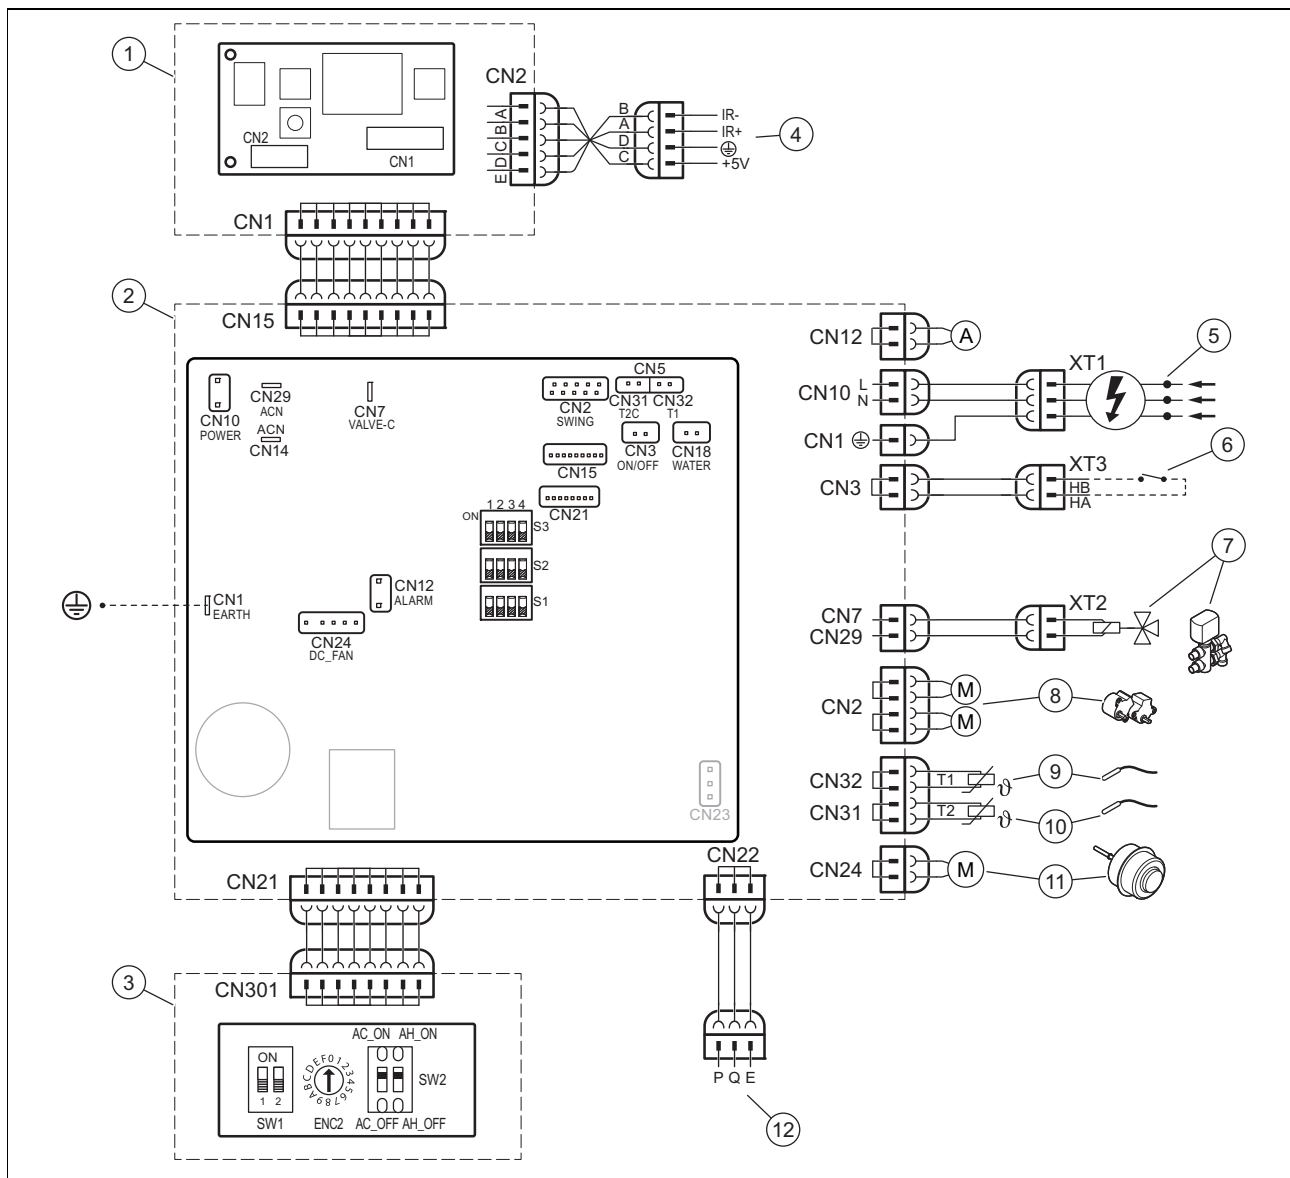 1
CN2
CN2
CN1
A
B
C
D
E
B
A
D
C
IR-
IR+
+5V
4
CN1
2
CN15
CN12
A
CN10
L
N
XT1
5
CN1
CN3
XT3
HB
HA
6
CN10
POWER
CN29
ACN
ACN
CN14
CN7
VALVE-C
CN2
SWING
CN5
CN31
T2C
CN32
T1
CN3
ON/OFF
CN18
WATER
CN15
CN21
1 2 3 4
ON
S3
S2
S1
CN12
ALARM
CN1
EARTH
CN24
DC_FAN
CN23
CN7
CN29
XT2
7
CN2
M
M
8
CN32
T1
ϑ
9
CN31
T2
ϑ
10
CN24
M
11
CN21
CN22
3
CN301
P Q E
12
ON
1 2
SW1
0123456789ABCDEF
ENC2
AC_ON AH_ON
SW2
AC_OFF AH_OFF